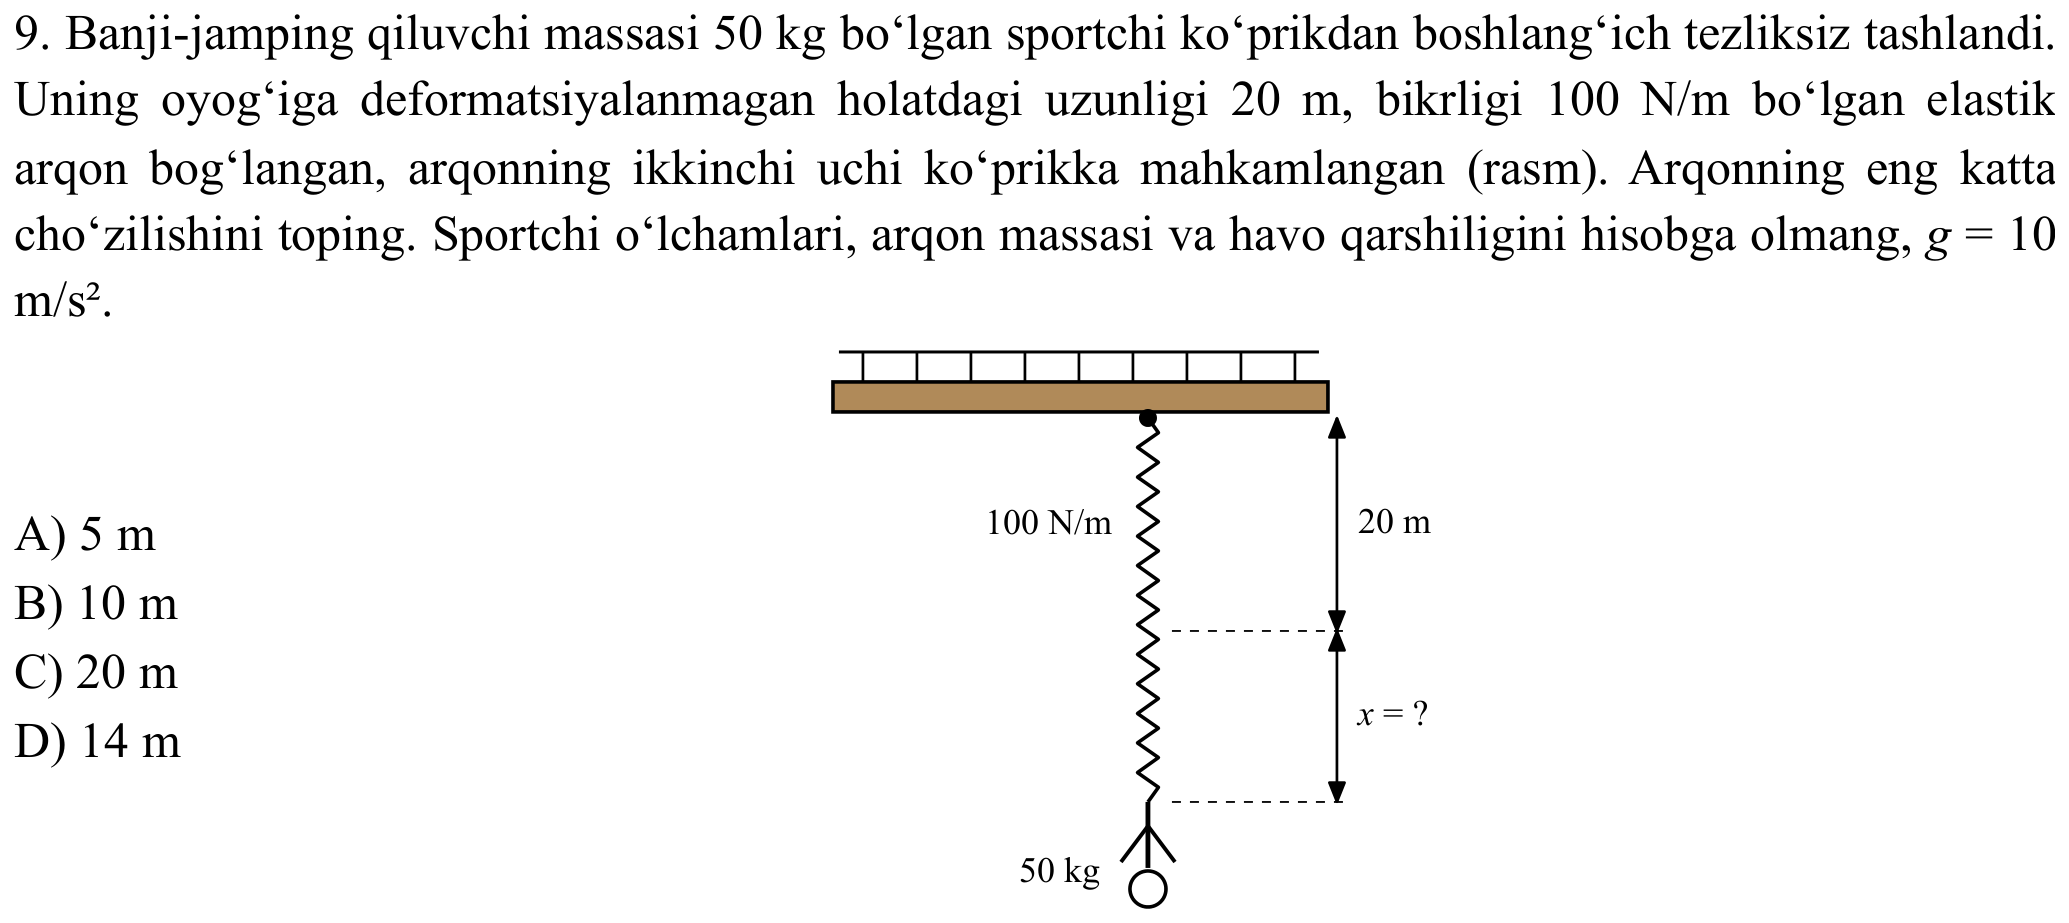 9. Banji-jamping qiluvchi massasi 50 kg bo‘lgan sportchi ko‘prikdan boshlang‘ich tezliksiz tashlandi.
Uning oyog‘iga deformatsiyalanmagan holatdagi uzunligi 20 m, bikrligi 100 N/m bo‘lgan elastik
arqon bog‘langan, arqonning ikkinchi uchi ko‘prikka mahkamlangan (rasm). Arqonning eng katta
cho‘zilishini toping. Sportchi o‘lchamlari, arqon massasi va havo qarshiligini hisobga olmang, g = 10
m/s².
100 N/m
20 m
A) 5 m
B) 10 m
C) 20 m
x = ?
D) 14 m
50 kg